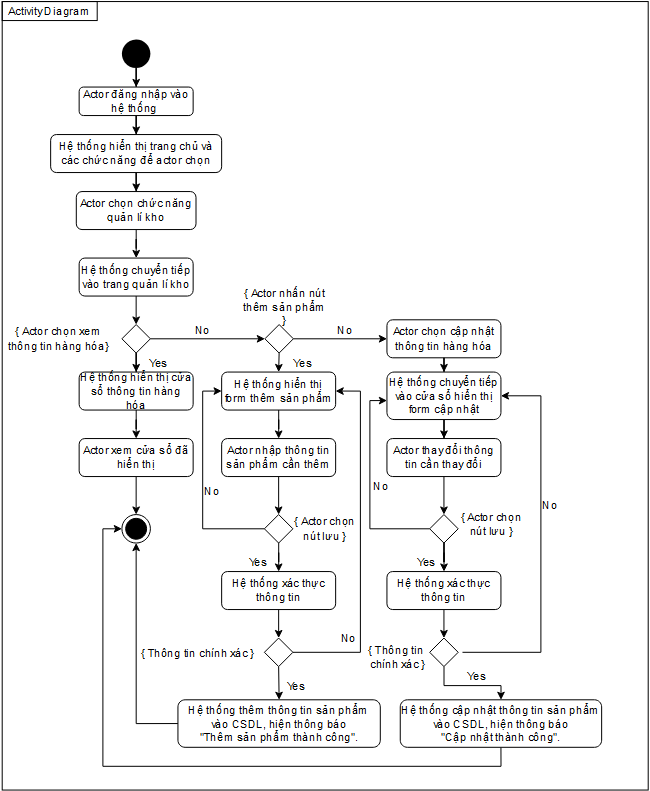 Activity Diagram
Actor đăng nhập vào
hệ thống
Hệ thống hiển thị trang chủ và
các chức năng để actor chọn
Actor chọn chức năng
quản lí kho
Hệ thống chuyển tiếp
vào trang quản lí kho
{ Actor nhấn nút
thêm sản phẩm
}
{ Actor chọn xem
thông tin hàng hóa}
No
No
Actor chọn cập nhật
thông tin hàng hóa
Yes
Yes
Hệ thống hiển thị cửa
sổ thông tin hàng
hóa
Hệ thống hiển thị
form thêm sản phẩm
Hệ thống chuyển tiếp
vào cửa sổ hiển thị
form cập nhật
Actor xem cửa sổ đã
hiển thị
Actor nhập thông tin
sản phẩm cần thêm
Actor thay đổi thông
tin cần thay đổi
No
No
No
{ Actor chọn
nút lưu }
{ Actor chọn
nút lưu }
Yes
Yes
Hệ thống xác thực
thông tin
Hệ thống xác thực
thông tin
No
{ Thông tin chính xác }
{ Thông tin
chính xác }
Yes
Yes
Hệ thống thêm thông tin sản phẩm
vào CSDL, hiện thông báo
"Thêm sản phẩm thành công".
Hệ thống cập nhật thông tin sản phẩm
vào CSDL, hiện thông báo
"Cập nhật thành công".